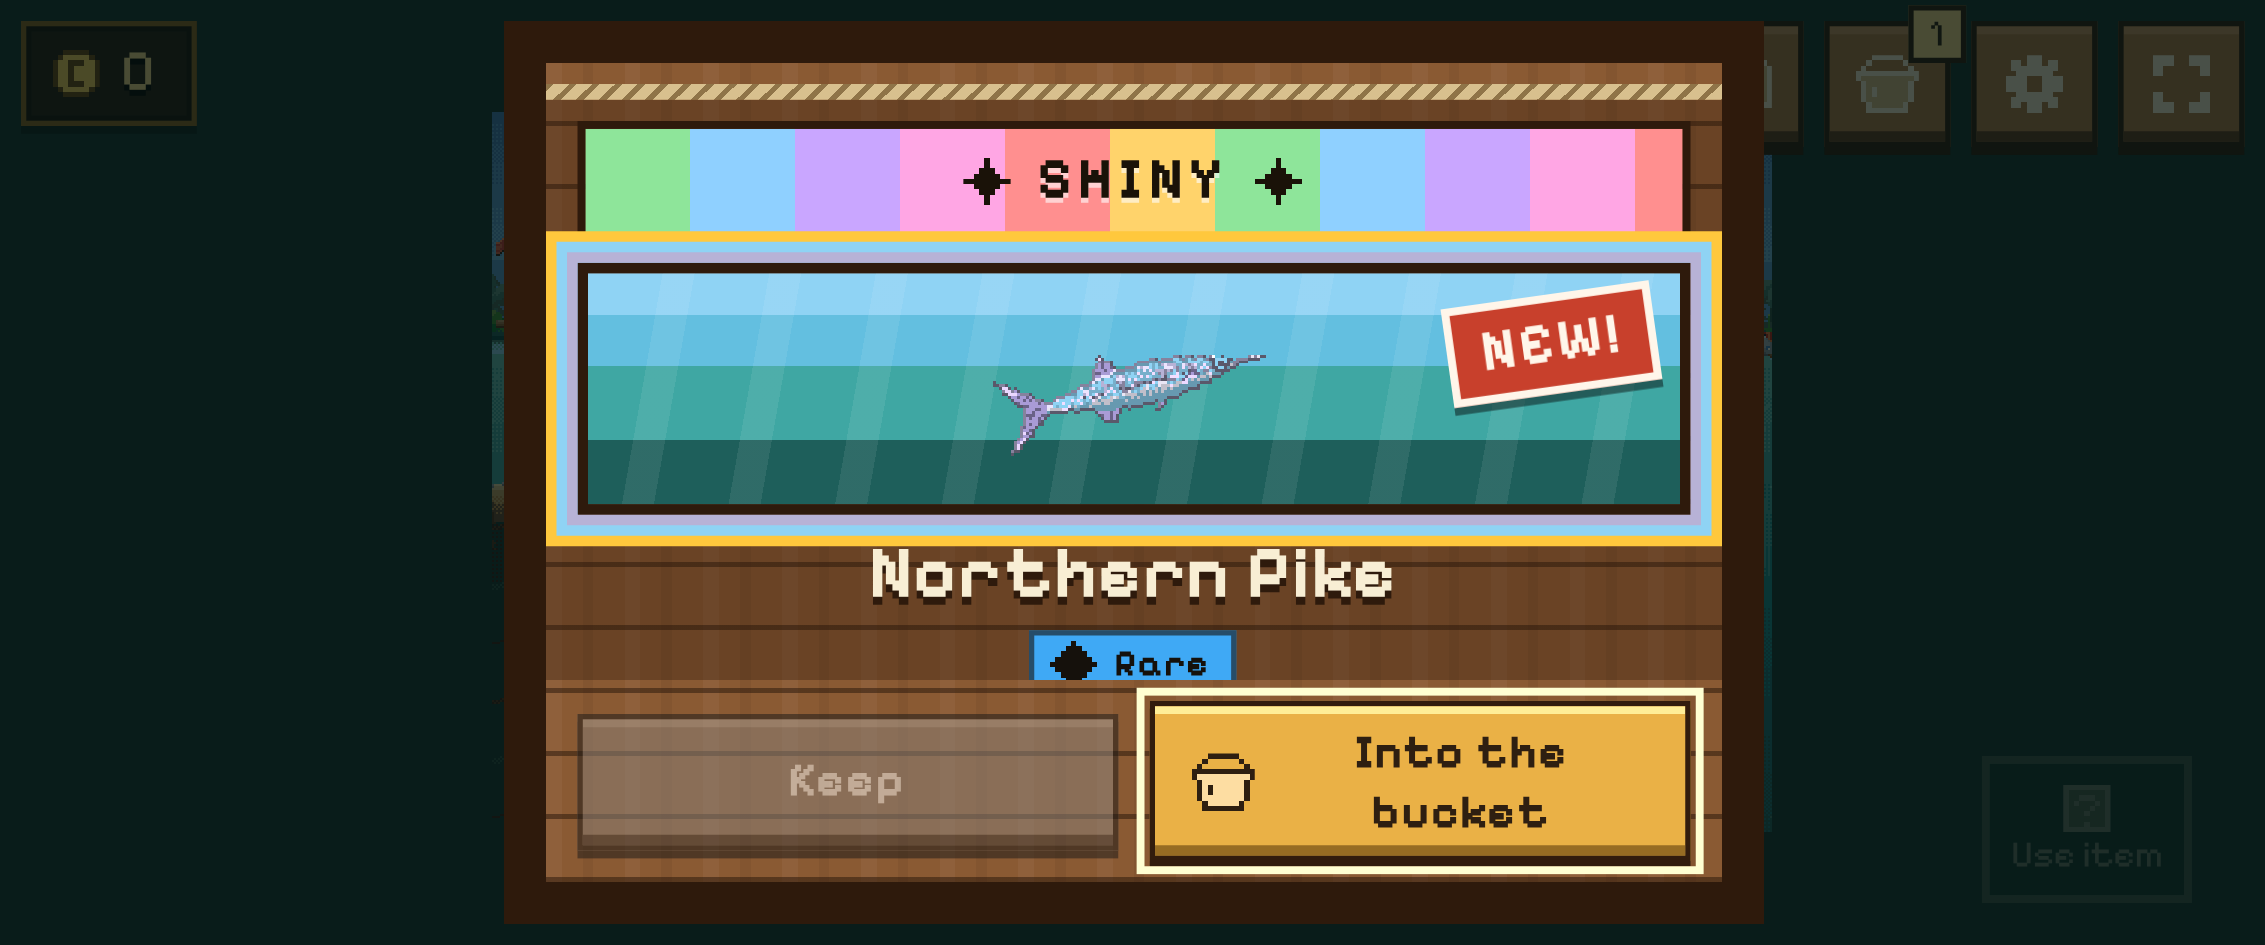 0
1
SHINY
NEW!
Northern Pike
Rare
Keep
Into the
bucket
?
Use item